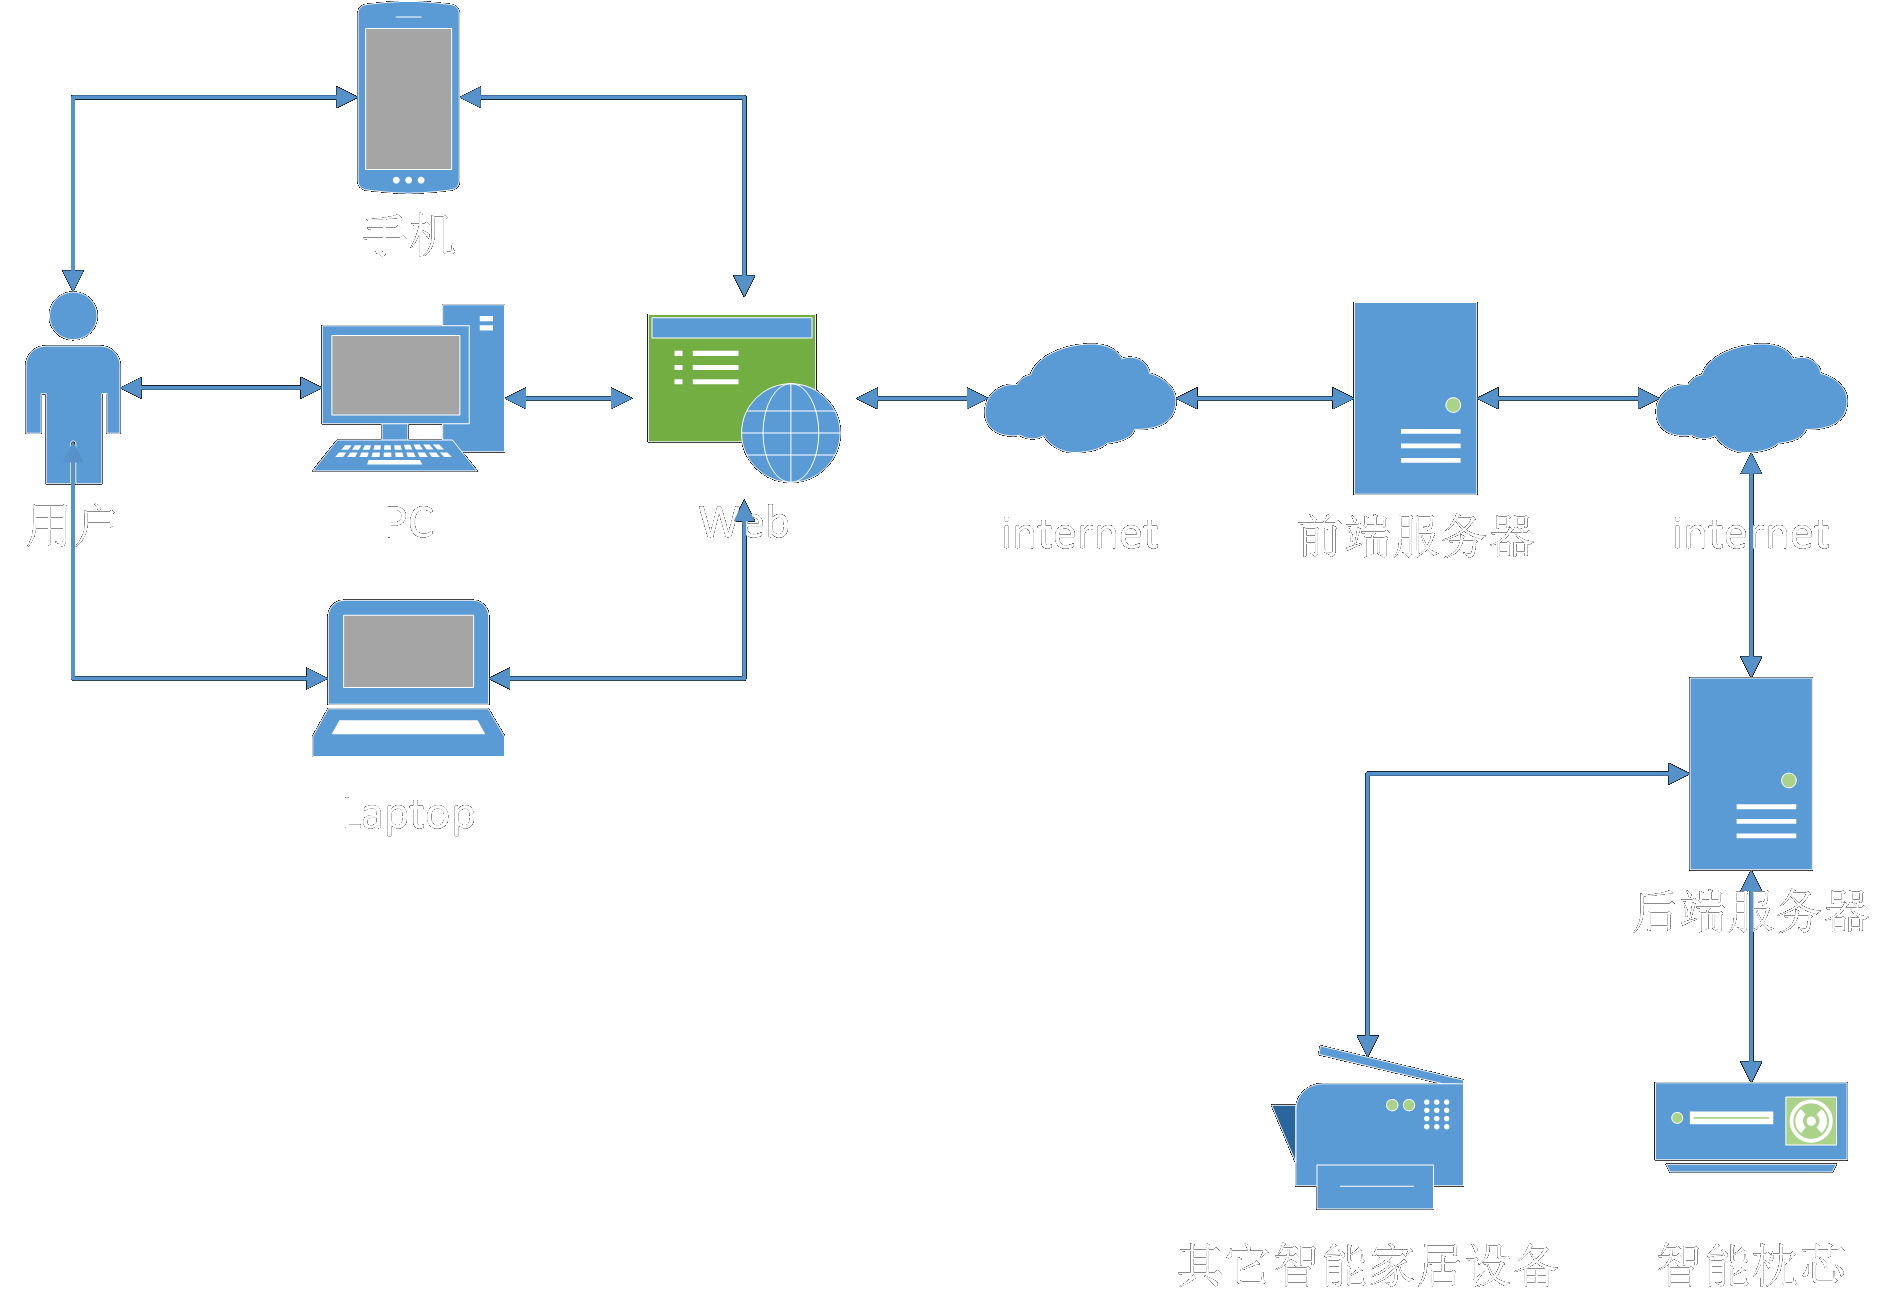 手机
用户
PC
Web
internet
前端服务器
internet
Laptop
后端服务器
其它智能家居设备
智能枕芯